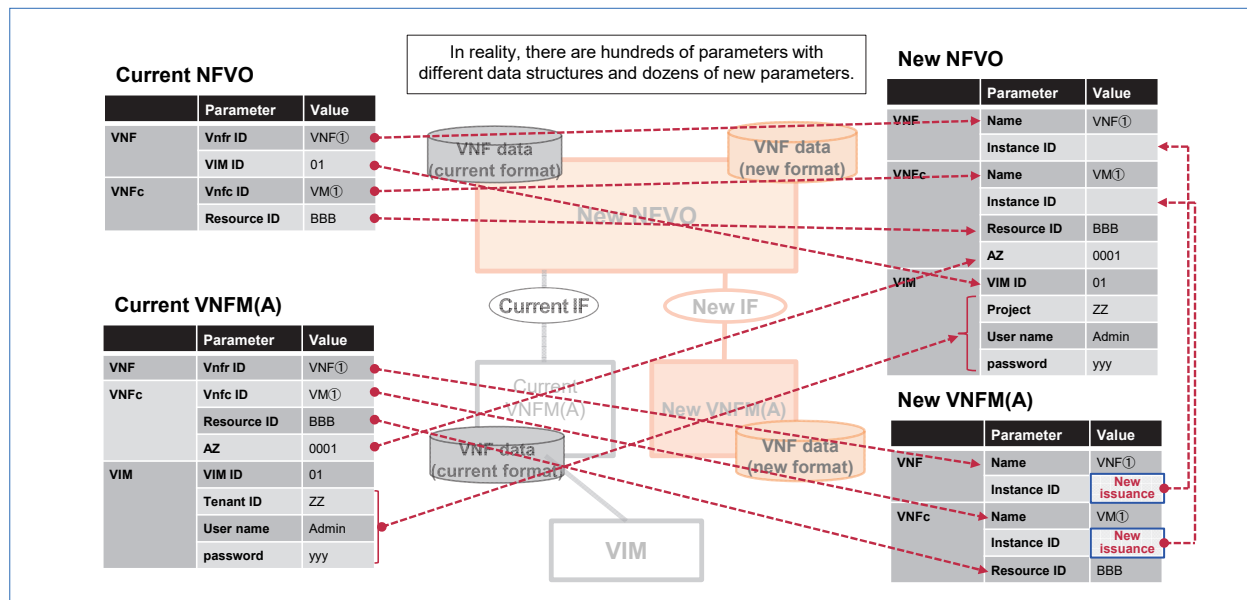 In reality, there are hundreds of parameters with
different data structures and dozens of new parameters.
Current NFVO
Parameter Value
VNF Vnfr ID VNF①
VIM ID 01
VNFc Vnfc ID VM①
Resource ID BBB
Current VNFM(A)
Parameter Value
VNF Vnfr ID VNF①
VNFc Vnfc ID VM①
Resource ID BBB
AZ 0001
VIM VIM ID 01
Tenant ID ZZ
User name Admin
password yyy
VNF data
(current format)
VNF data
(new format)
New NFVO
Current IF
New IF
Current
VNFM(A)
New VNFM(A)
VNF data
(current format)
VNF data
(new format)
VIM
New NFVO
Parameter Value
VNF Name VNF①
Instance ID
VNFc Name VM①
Instance ID
Resource ID BBB
AZ 0001
VIM VIM ID 01
Project ZZ
User name Admin
password yyy
New VNFM(A)
Parameter Value
VNF Name VNF①
Instance ID New
issuance
VNFc Name VM①
Instance ID New
issuance
Resource ID BBB